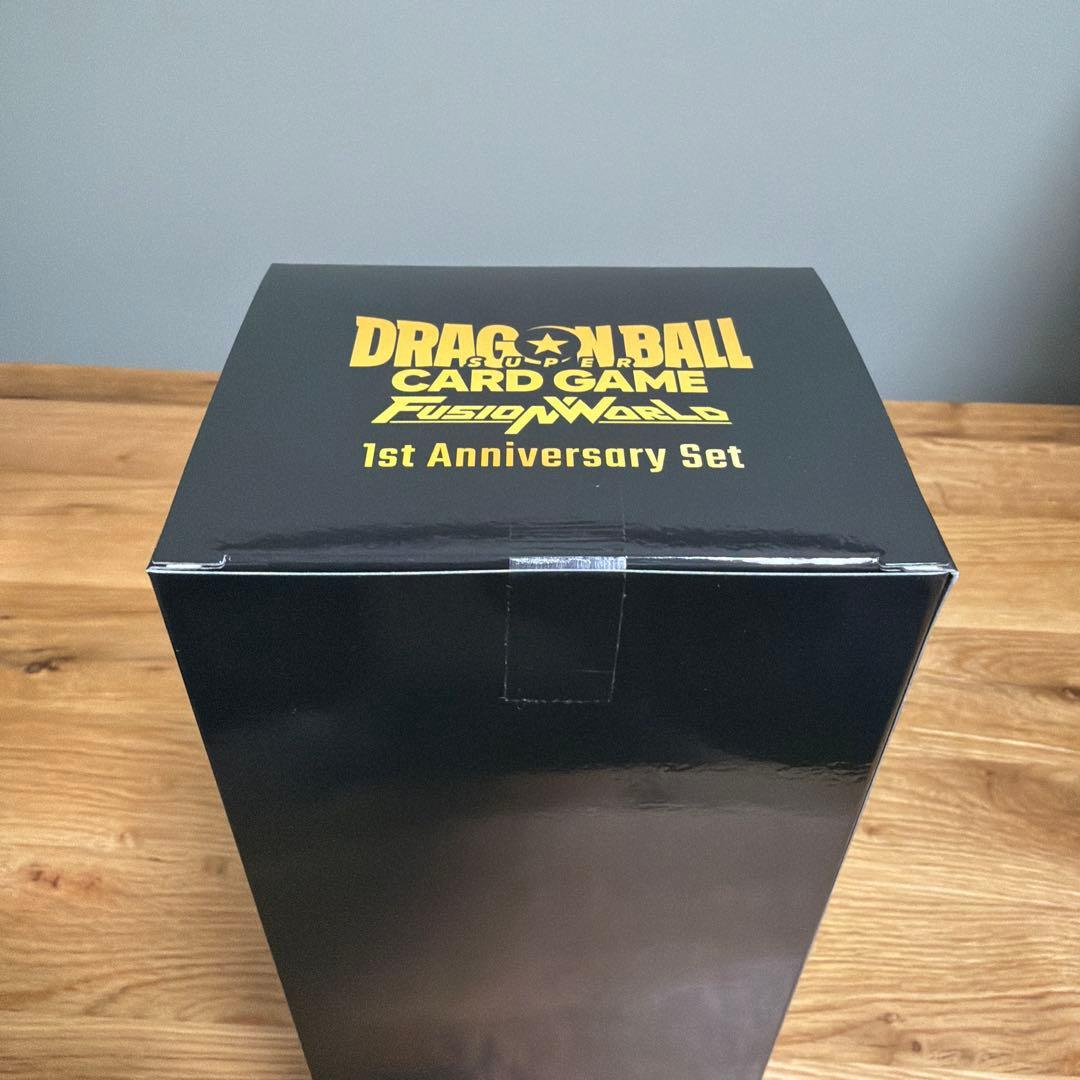 DRAGON BALL
SUPER
CARD GAME
FUSION WORLD
1st Anniversary Set